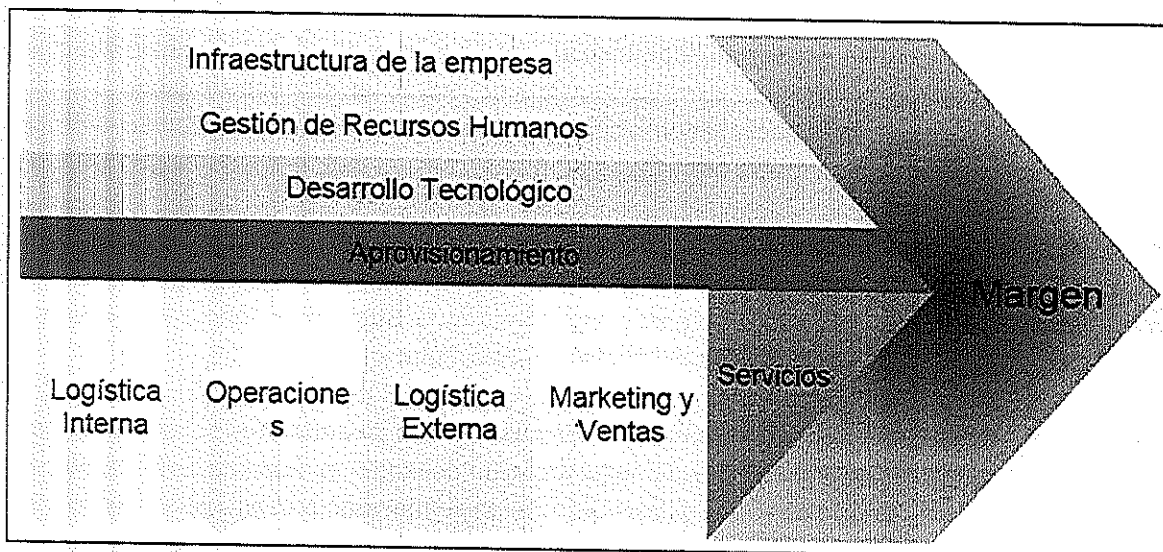 Infraestructura de la empresa
Gestión de Recursos Humanos
Desarrollo Tecnológico
Aprovisionamiento
Margen
Servicios
Logística
Interna
Operacione
s
Logística
Externa
Marketing y
Ventas